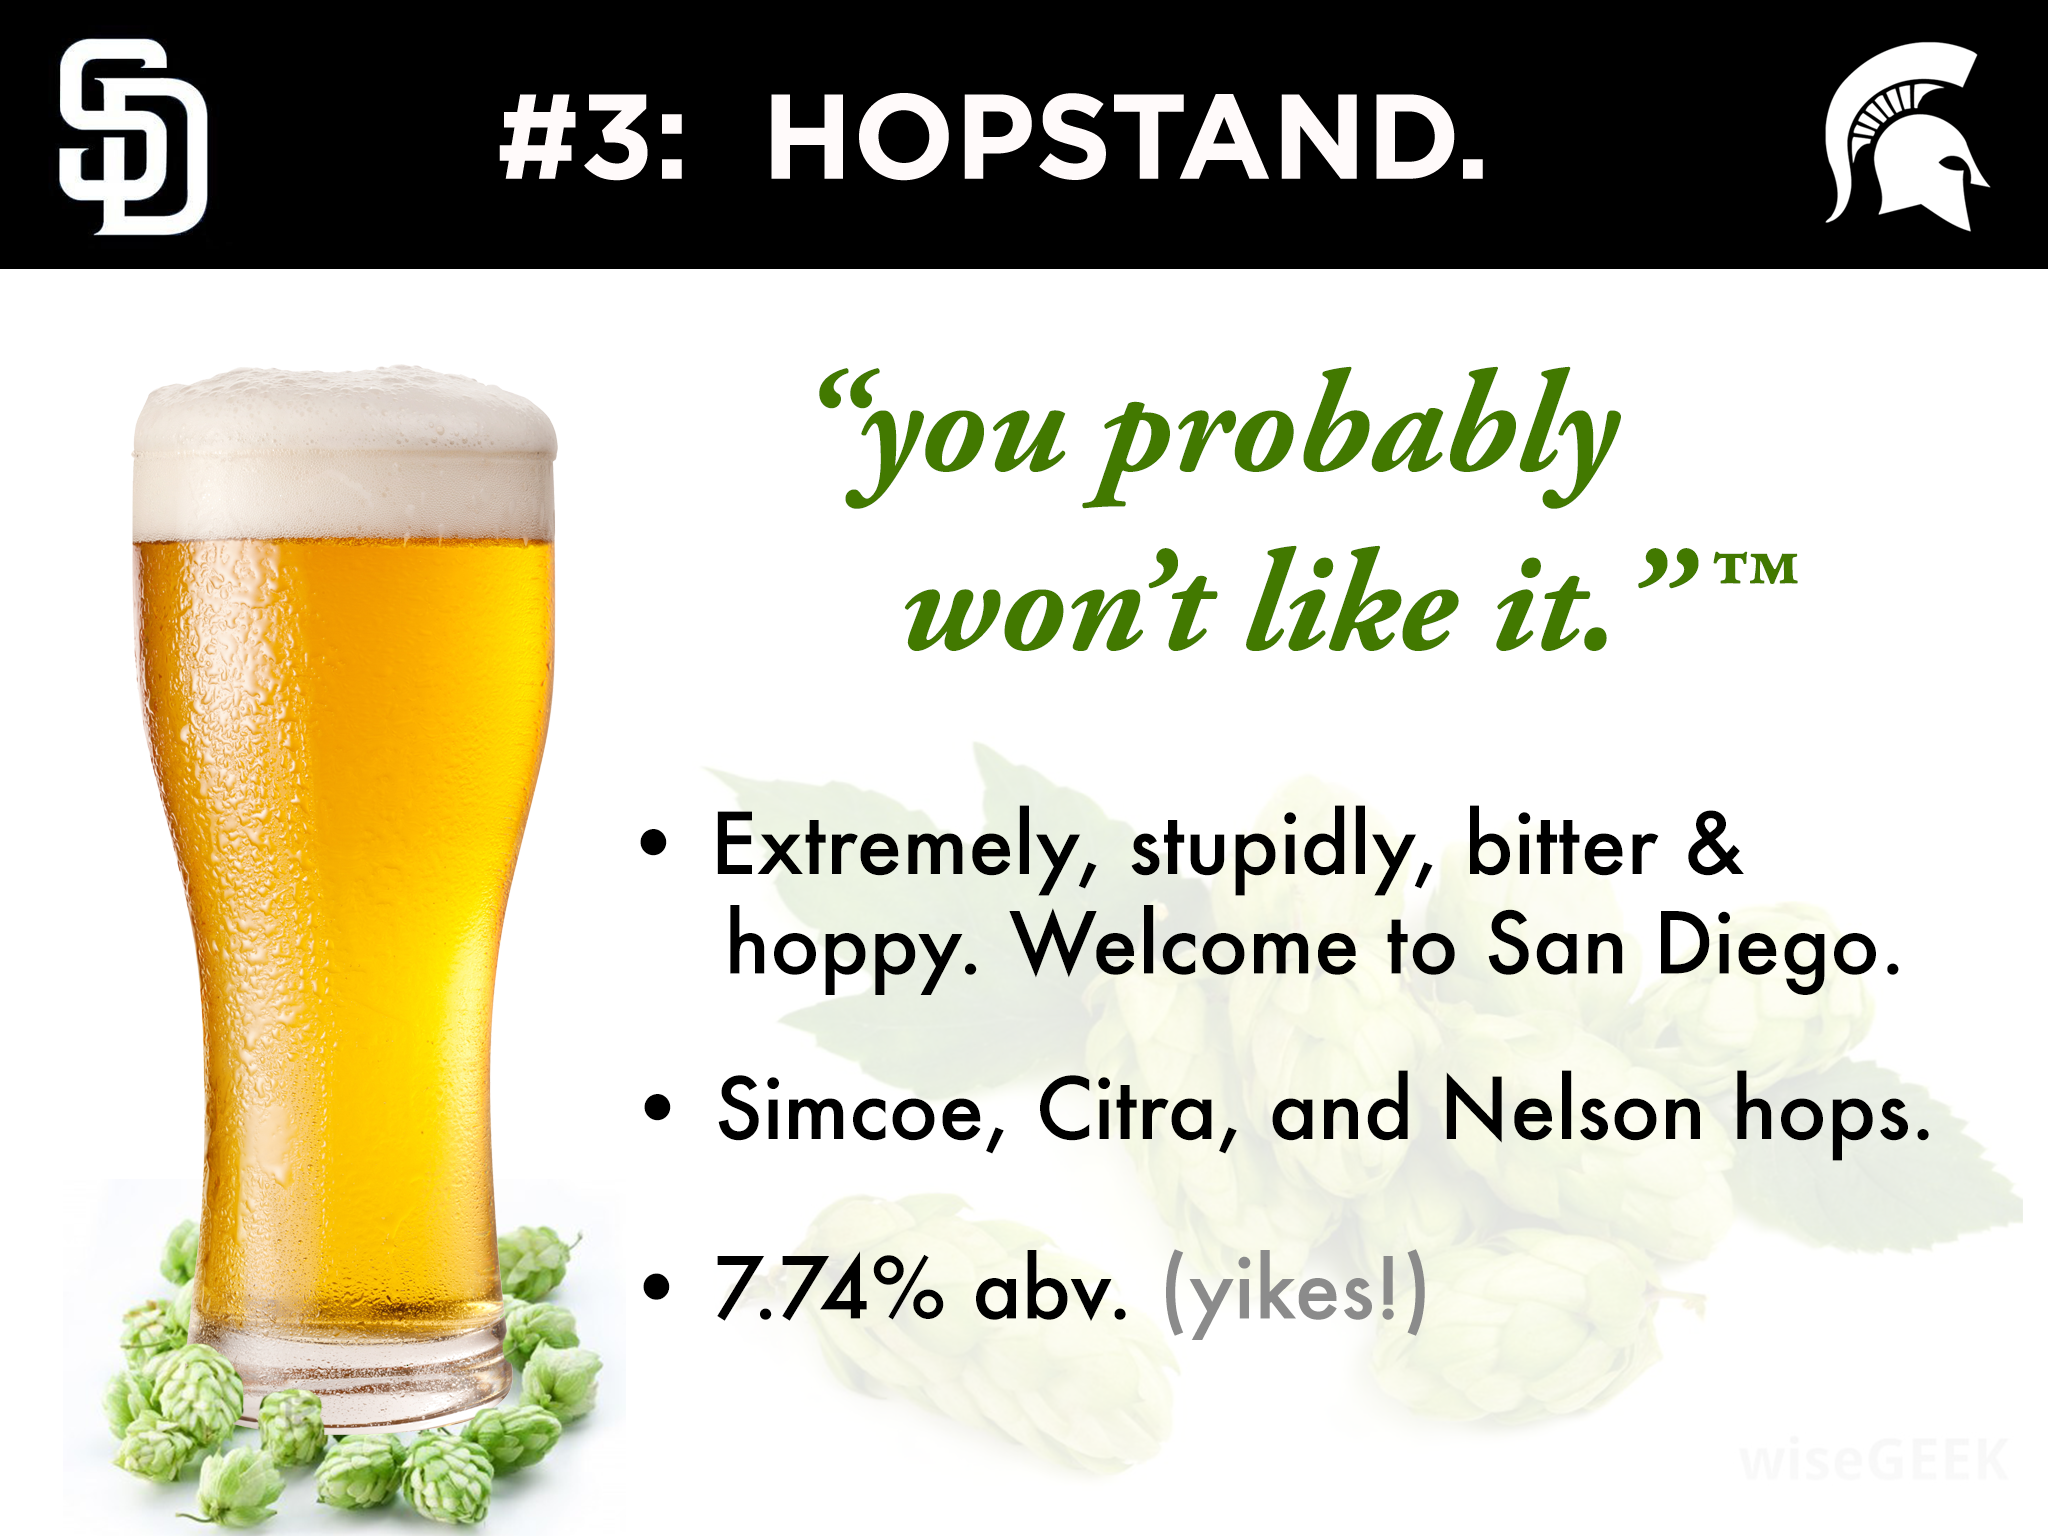 SD
#3: HOPSTAND.
“you probably
won’t like it.”™
• Extremely, stupidly, bitter &
hoppy. Welcome to San Diego.
• Simcoe, Citra, and Nelson hops.
• 7.74% abv. (yikes!)
wiseGEEK